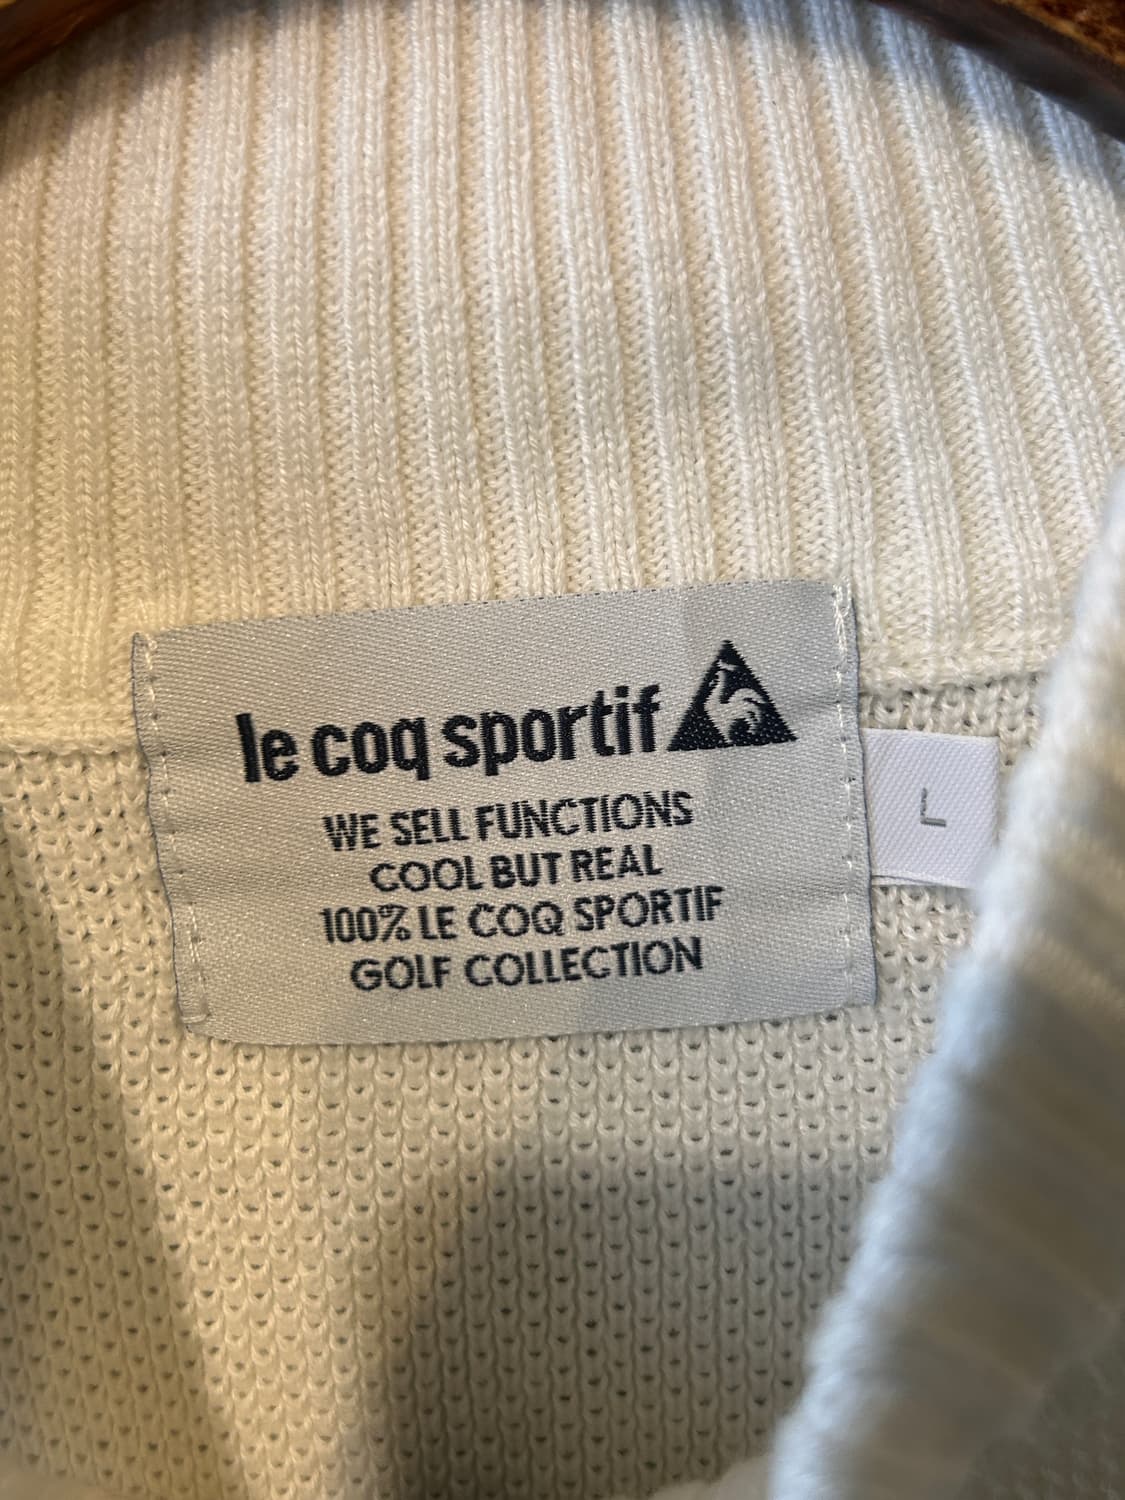 le coq sportif
WE SELL FUNCTIONS
COOL BUT REAL
100% LE COQ SPORTIF
GOLF COLLECTION
L